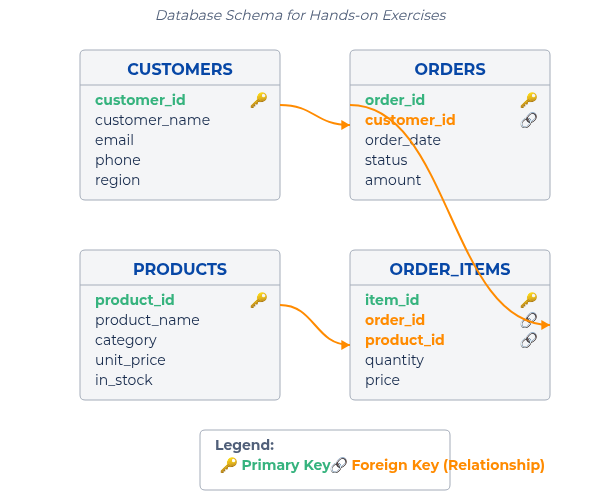 Database Schema for Hands-on Exercises
CUSTOMERS
customer_id 🔑
customer_name
email
phone
region
ORDERS
order_id 🔑
customer_id 🔗
order_date
status
amount
PRODUCTS
product_id 🔑
product_name
category
unit_price
in_stock
ORDER_ITEMS
item_id 🔑
order_id 🔗
product_id 🔗
quantity
price
Legend:
🔑 Primary Key 🔗 Foreign Key (Relationship)